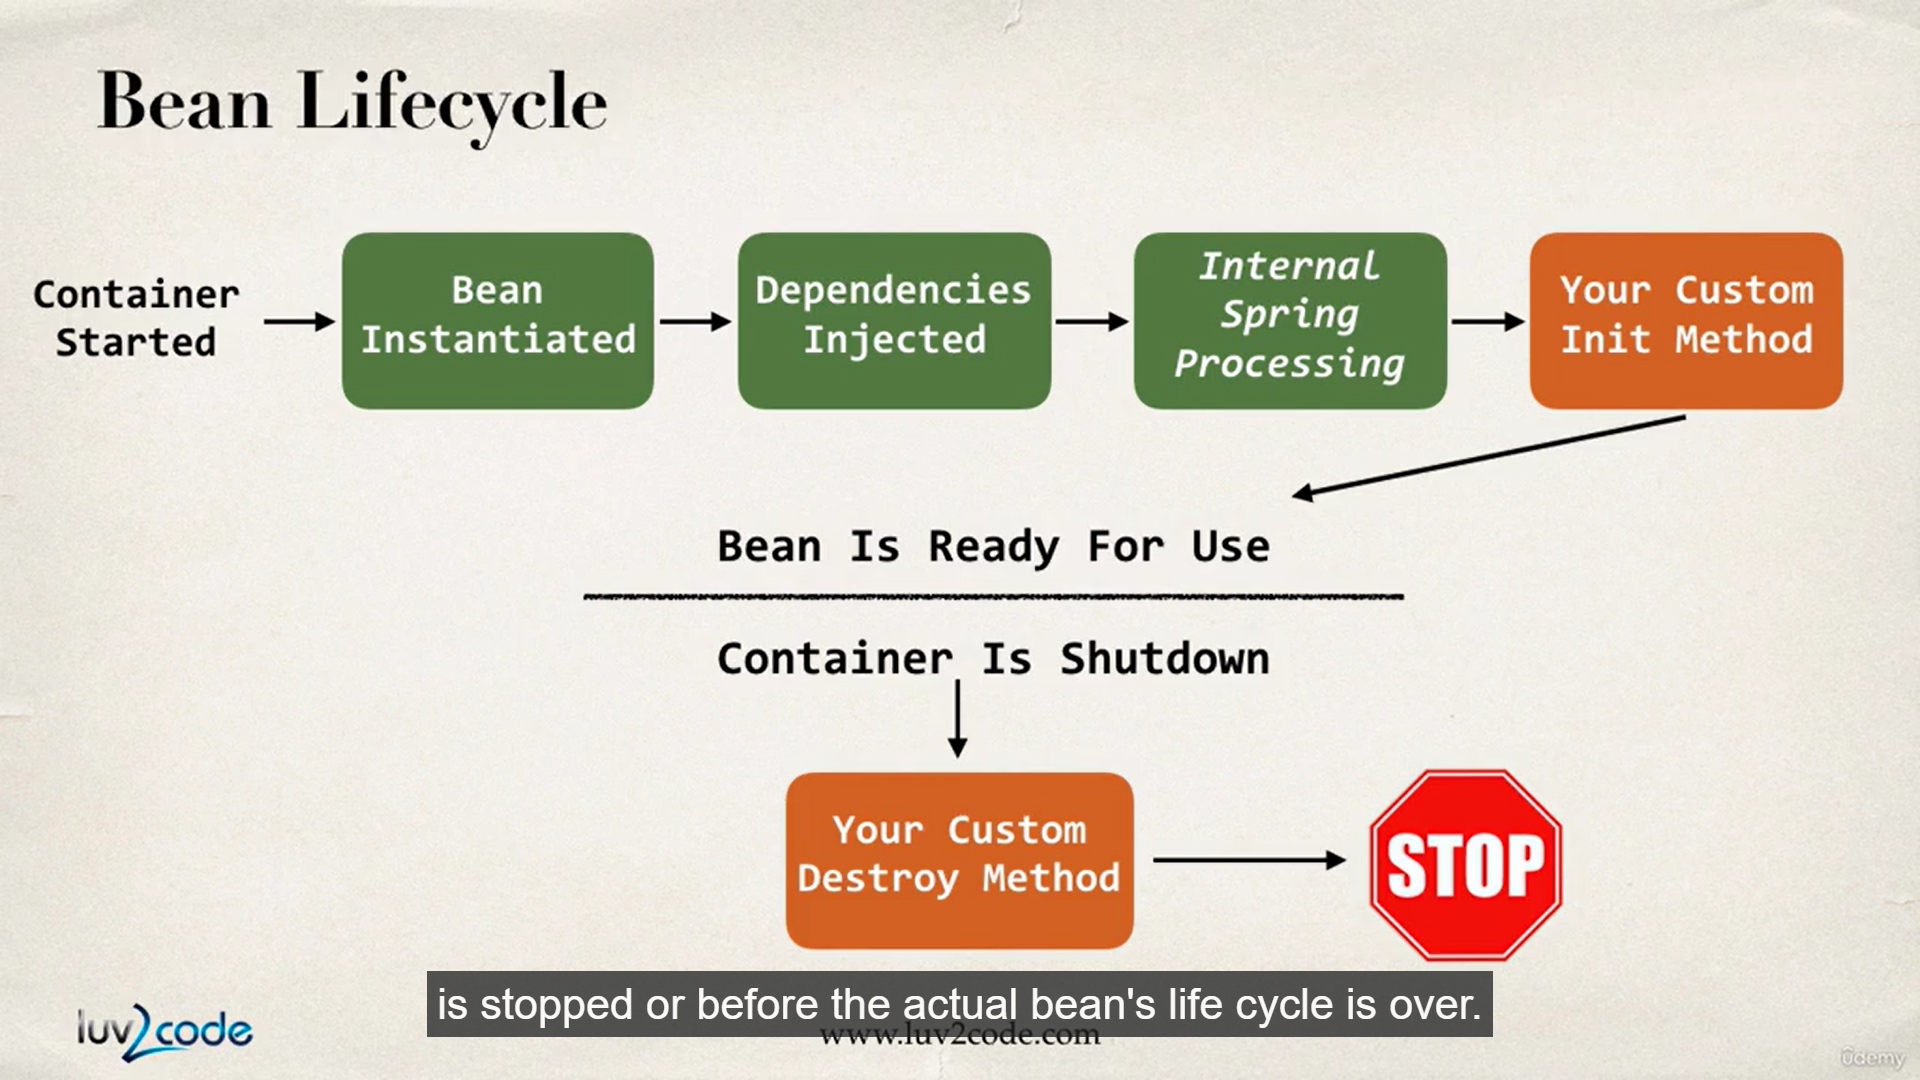 Bean Lifecycle
Container
Started
Bean
Instantiated
Dependencies
Injected
Internal
Spring
Processing
Your Custom
Init Method
Bean Is Ready For Use
Container Is Shutdown
Your Custom
Destroy Method
STOP
is stopped or before the actual bean's life cycle is over.
luv2code
www.luv2code.com
ûdemy